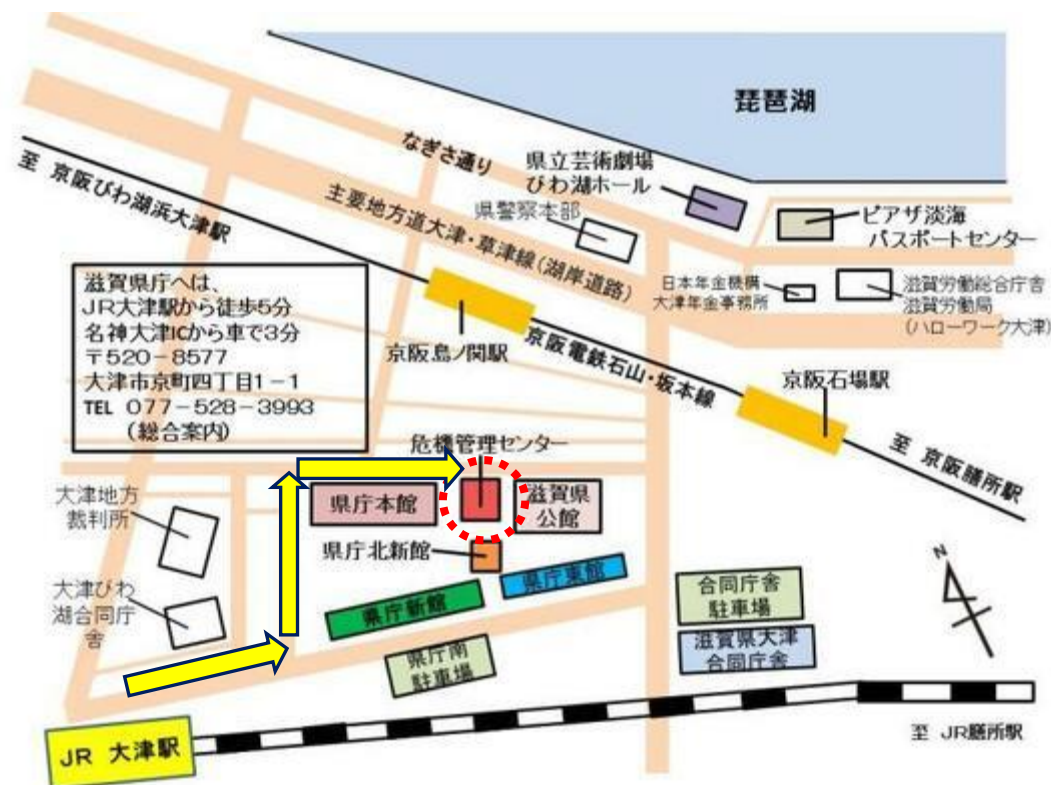 琵琶湖
なぎさ通り
県立芸術劇場
びわ湖ホール
至 京阪びわ湖浜大津駅
主要地方道大津・草津線(湖岸道路)
県警察本部
ピアザ淡海
パスポートセンター
日本年金機構
大津年金事務所
滋賀労働総合庁舎
滋賀労働局
(ハローワーク大津)
滋賀県庁へは、
JR大津駅から徒歩5分
名神大津ICから車で3分
〒520-8577
大津市京町四丁目1-1
TEL 077-528-3993
(総合案内)
京阪島ノ関駅
京阪電鉄石山・坂本線
京阪石場駅
至 京阪膳所駅
危機管理センター
大津地方
裁判所
県庁本館
滋賀県
公館
県庁北新館
大津びわ
湖合同庁
舎
県庁新館
県庁東館
合同庁舎
駐車場
N
県庁南
駐車場
滋賀県大津
合同庁舎
JR 大津駅
至 JR膳所駅